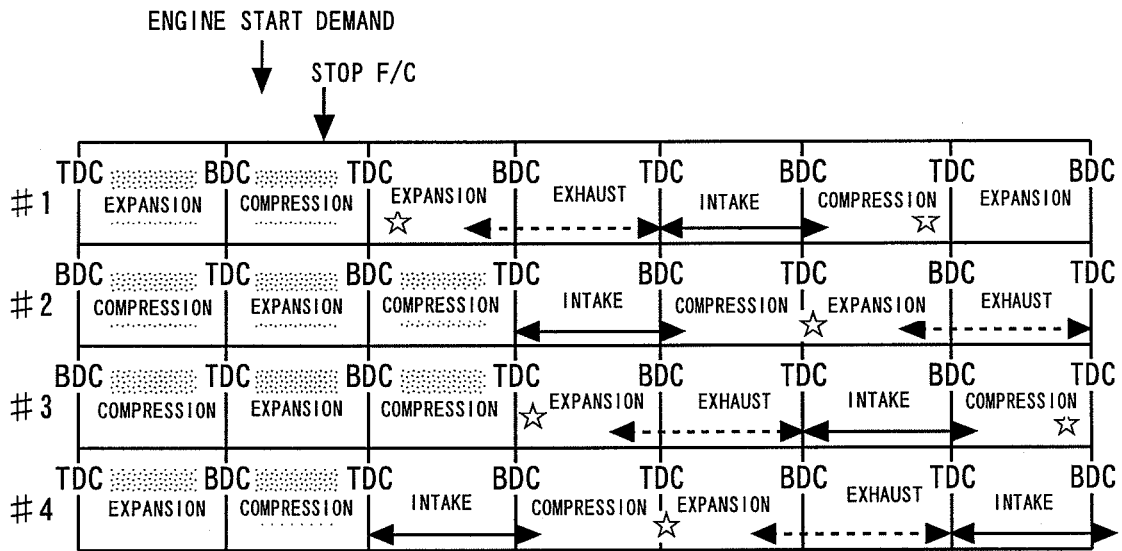 ENGINE START DEMAND
STOP F/C
TDC BDC TDC BDC TDC BDC TDC BDC
#1 EXPANSION COMPRESSION EXPANSION EXHAUST INTAKE COMPRESSION EXPANSION
BDC TDC BDC TDC BDC TDC BDC TDC
#2 COMPRESSION EXPANSION COMPRESSION INTAKE COMPRESSION EXPANSION EXHAUST
BDC TDC BDC TDC BDC TDC BDC TDC
#3 COMPRESSION EXPANSION COMPRESSION EXPANSION EXHAUST INTAKE COMPRESSION
TDC BDC TDC BDC TDC BDC TDC BDC
#4 EXPANSION COMPRESSION INTAKE COMPRESSION EXPANSION EXHAUST INTAKE